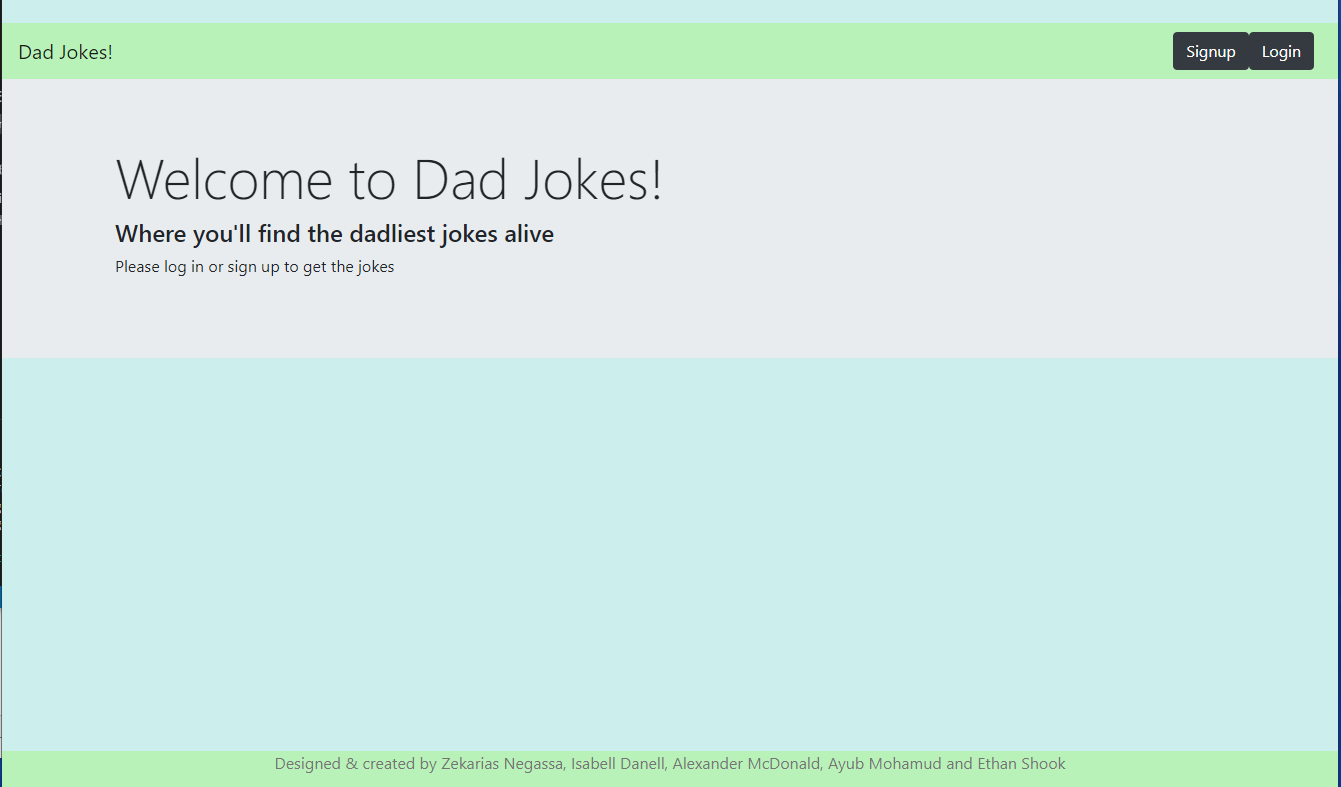 Dad Jokes!
Signup
Login
Welcome to Dad Jokes!
Where you'll find the dadliest jokes alive
Please log in or sign up to get the jokes
Designed & created by Zekarias Negassa, Isabell Danell, Alexander McDonald, Ayub Mohamud and Ethan Shook